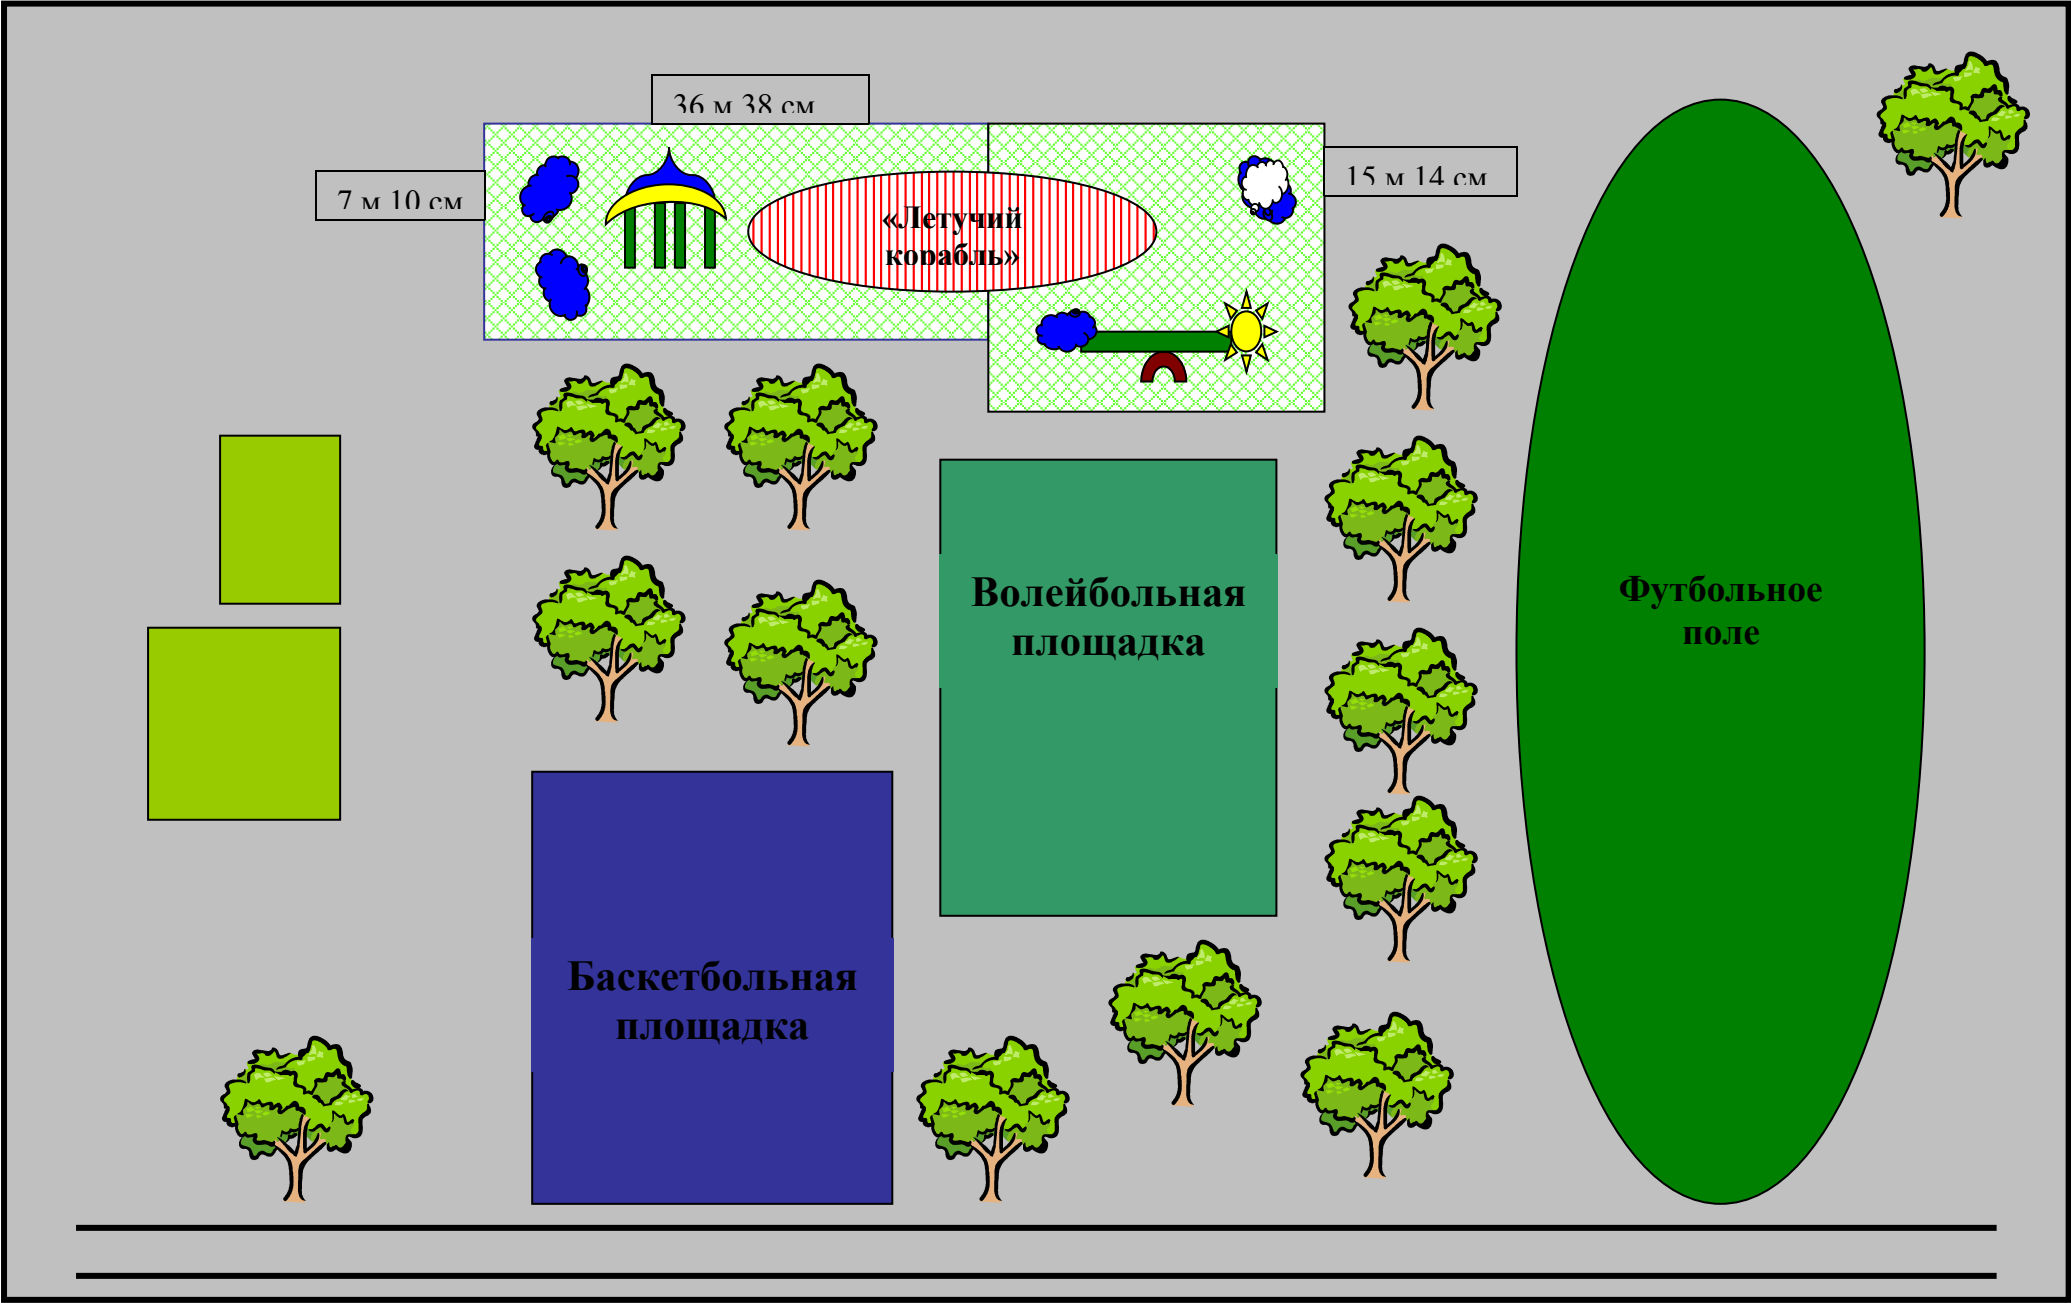 36 м 38 см
7 м 10 см
15 м 14 см
«Летучий
корабль»
Волейбольная
площадка
Футбольное
поле
Баскетбольная
площадка